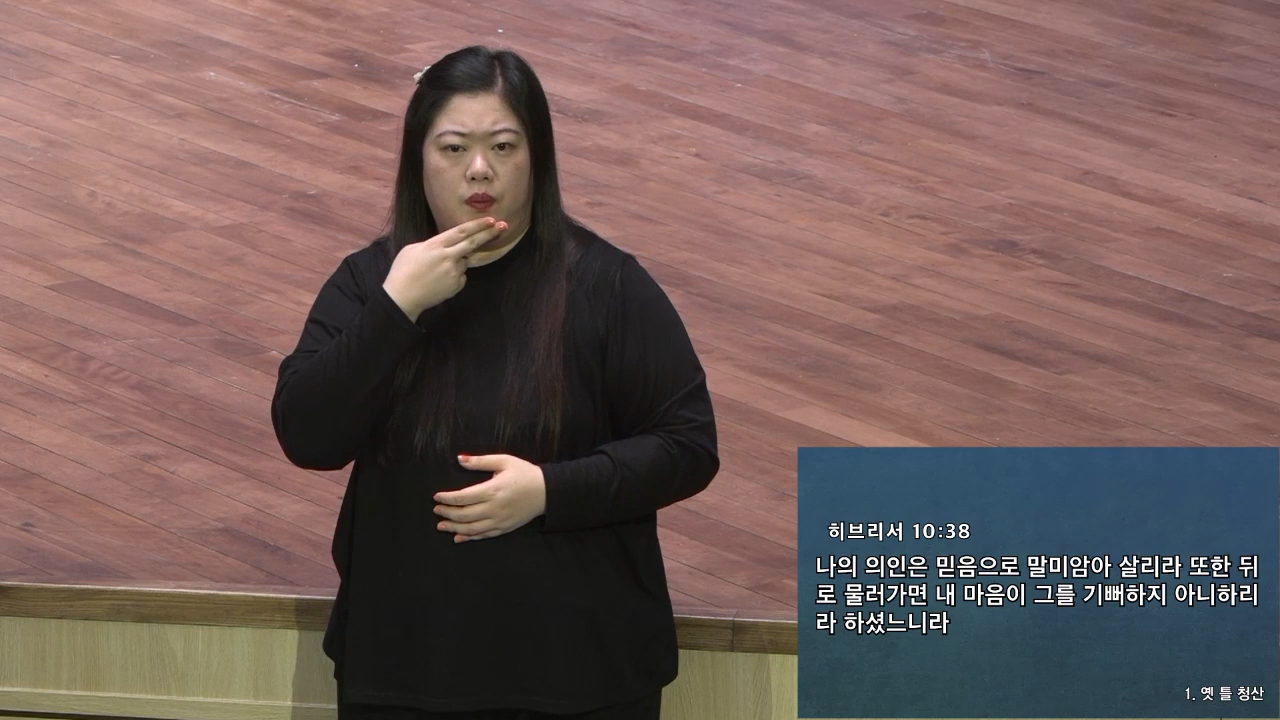 히브리서 10:38
나의 의인은 믿음으로 말미암아 살리라 또한 뒤
로 물러가면 내 마음이 그를 기뻐하지 아니하리
라 하셨느니라
1. 옛 틀 청산